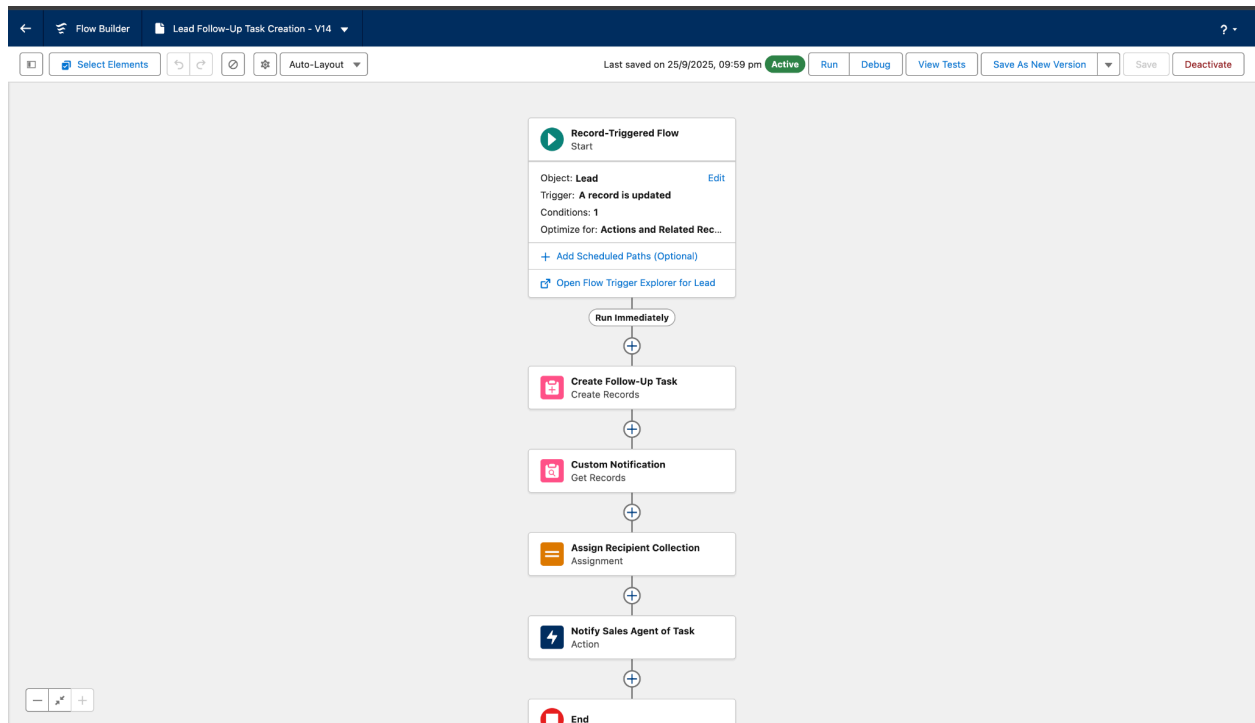 Flow Builder
Lead Follow-Up Task Creation - V14
?
Select Elements
Auto-Layout
Last saved on 25/9/2025, 09:59 pm
Active
Run
Debug
View Tests
Save As New Version
Save
Deactivate
Record-Triggered Flow
Start
Object: Lead
Edit
Trigger: A record is updated
Conditions: 1
Optimize for: Actions and Related Rec...
+ Add Scheduled Paths (Optional)
Open Flow Trigger Explorer for Lead
Run Immediately
Create Follow-Up Task
Create Records
Custom Notification
Get Records
Assign Recipient Collection
Assignment
Notify Sales Agent of Task
Action
End